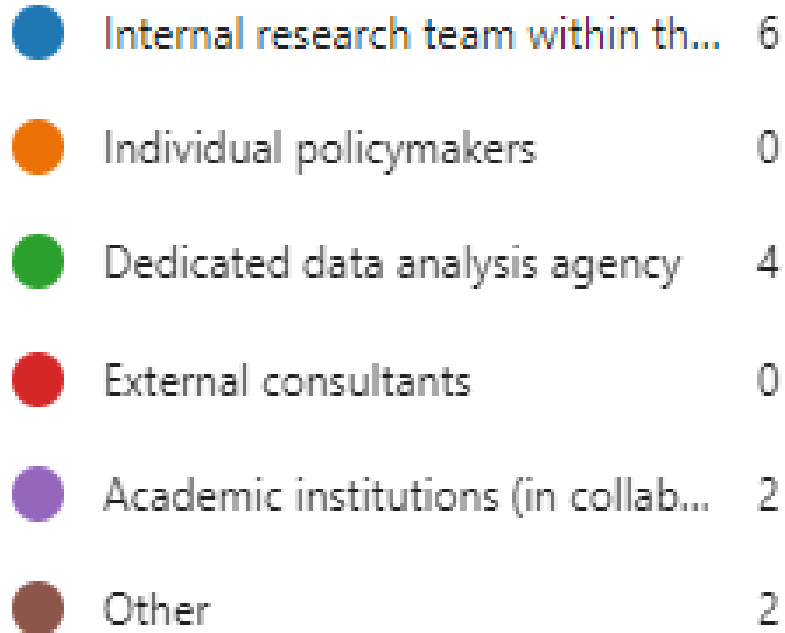 Internal research team within th... 6
Individual policymakers 0
Dedicated data analysis agency 4
External consultants 0
Academic institutions (in collab... 2
Other 2